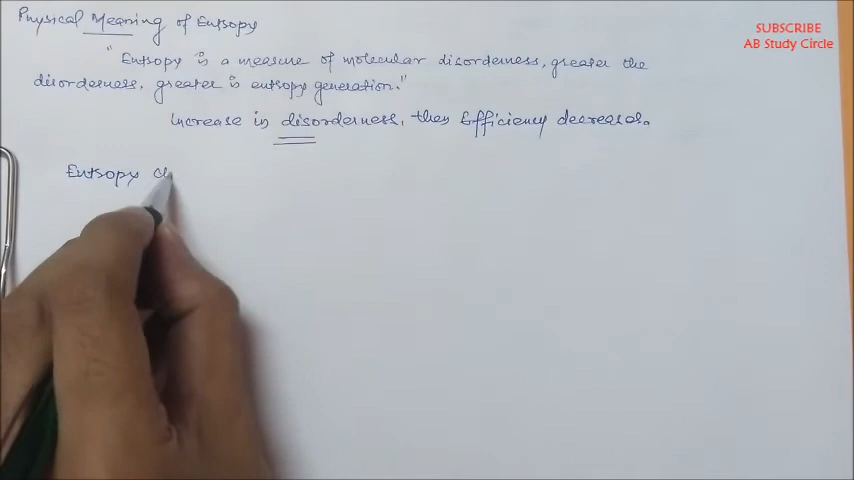 Physical Meaning of Entropy
SUBSCRIBE
AB Study Circle
"Entropy is a measure of molecular disorderness, greater the
disorderness, greater is entropy generation."
increase in disorderness, then Efficiency decreases.
Entropy